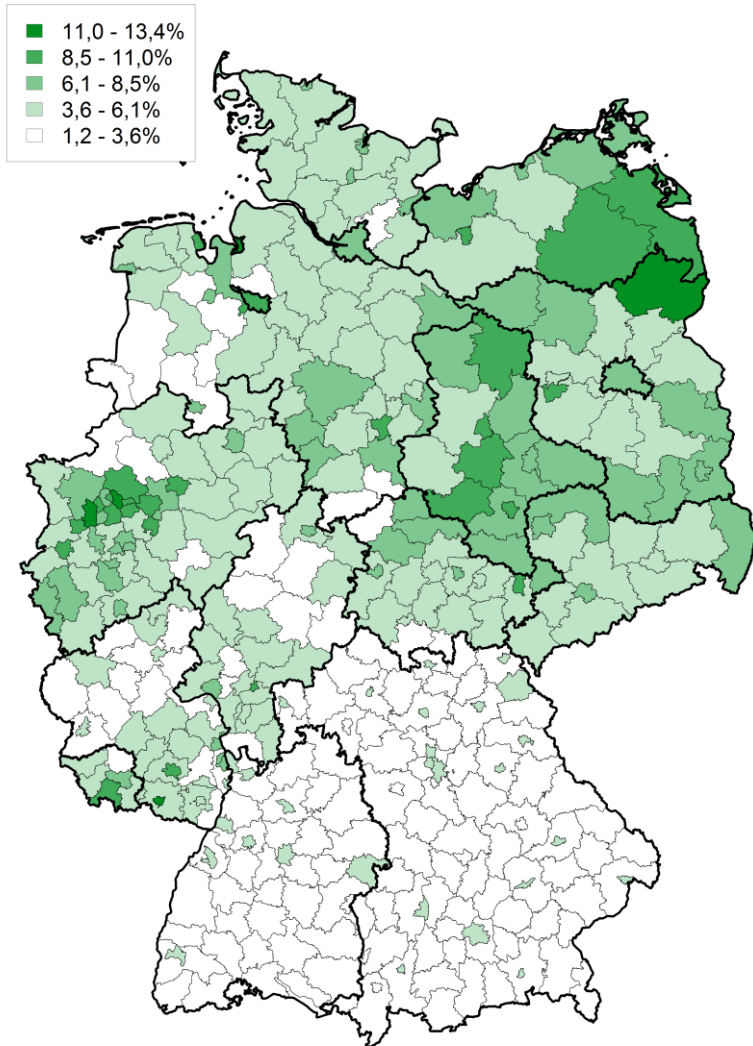 11,0 - 13,4%
8,5 - 11,0%
6,1 - 8,5%
3,6 - 6,1%
1,2 - 3,6%